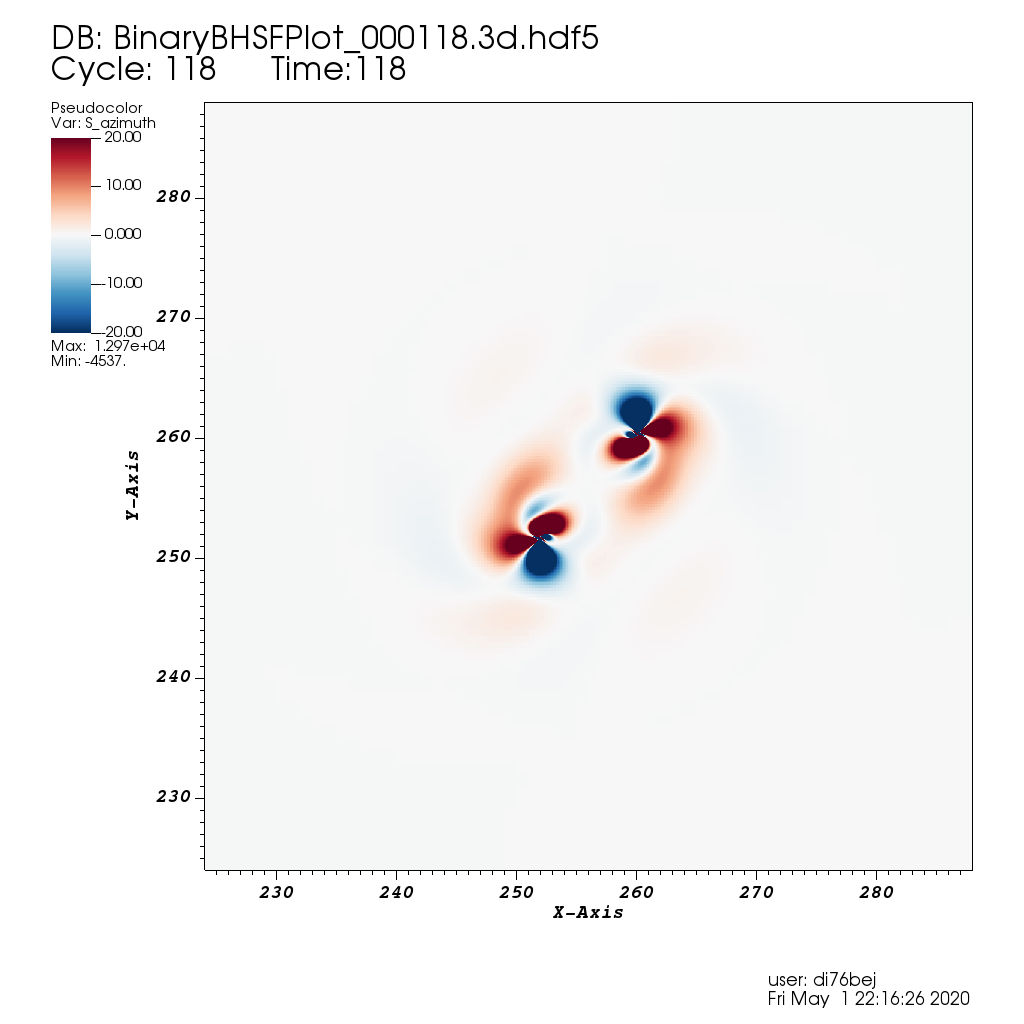 DB: BinaryBHSFPlot_000118.3d.hdf5
Cycle: 118 Time:118
Pseudocolor
Var: S_azimuth
20.00
10.00
0.000
-10.00
-20.00
Max: 1.297e+04
Min: -4537.
280
270
260
250
240
230
Y-Axis
230 240 250 260 270 280
X-Axis
user: di76bej
Fri May 1 22:16:26 2020